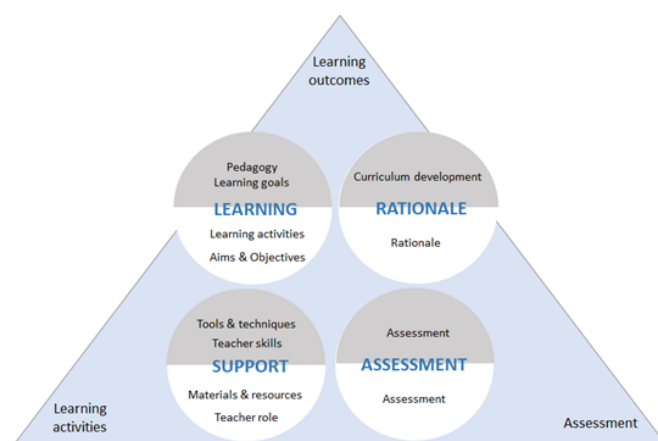 Learning
outcomes
Pedagogy
Learning goals
LEARNING
Learning activities
Aims & Objectives
Curriculum development
RATIONALE
Rationale
Tools & techniques
Teacher skills
SUPPORT
Materials & resources
Teacher role
Assessment
ASSESSMENT
Assessment
Learning
activities
Assessment